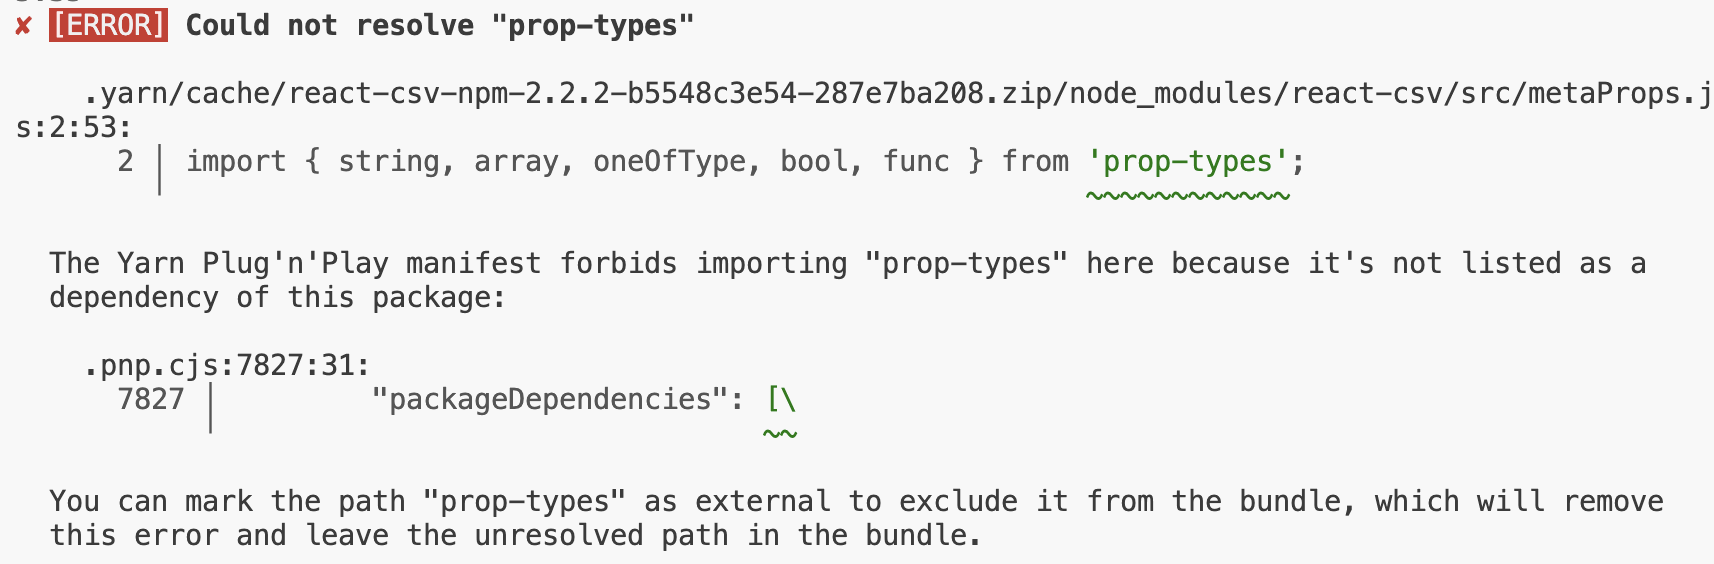 ✘ [ERROR] Could not resolve "prop-types"
.yarn/cache/react-csv-npm-2.2.2-b5548c3e54-287e7ba208.zip/node_modules/react-csv/src/metaProps.j
s:2:53:
2 │ import { string, array, oneOfType, bool, func } from 'prop-types';
~~~~~~~~~~~~
The Yarn Plug'n'Play manifest forbids importing "prop-types" here because it's not listed as a
dependency of this package:
.pnp.cjs:7827:31:
7827 │ "packageDependencies": [\
~~
You can mark the path "prop-types" as external to exclude it from the bundle, which will remove
this error and leave the unresolved path in the bundle.